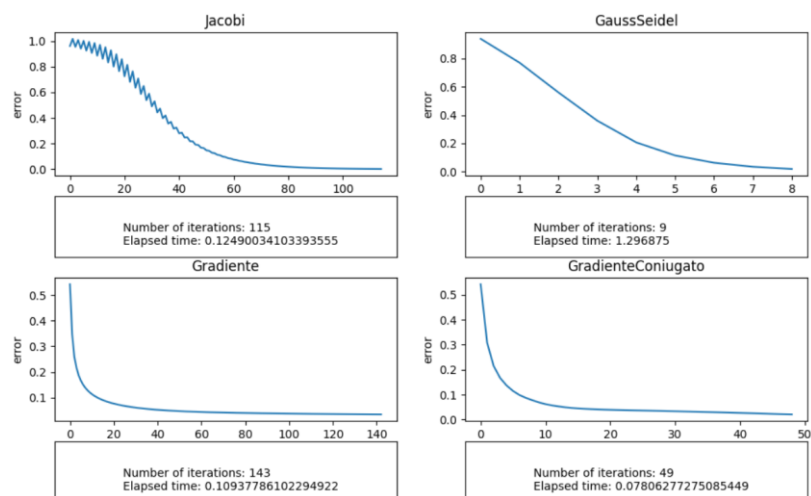 Jacobi
error
1.0
0.8
0.6
0.4
0.2
0.0
0 20 40 60 80 100
Number of iterations: 115
Elapsed time: 0.12490034103393555
GaussSeidel
error
0.8
0.6
0.4
0.2
0.0
0 1 2 3 4 5 6 7 8
Number of iterations: 9
Elapsed time: 1.296875
Gradiente
error
0.5
0.4
0.3
0.2
0.1
0 20 40 60 80 100 120 140
Number of iterations: 143
Elapsed time: 0.10937786102294922
GradienteConiugato
error
0.5
0.4
0.3
0.2
0.1
0.0
0 10 20 30 40 50
Number of iterations: 49
Elapsed time: 0.07806277275085449